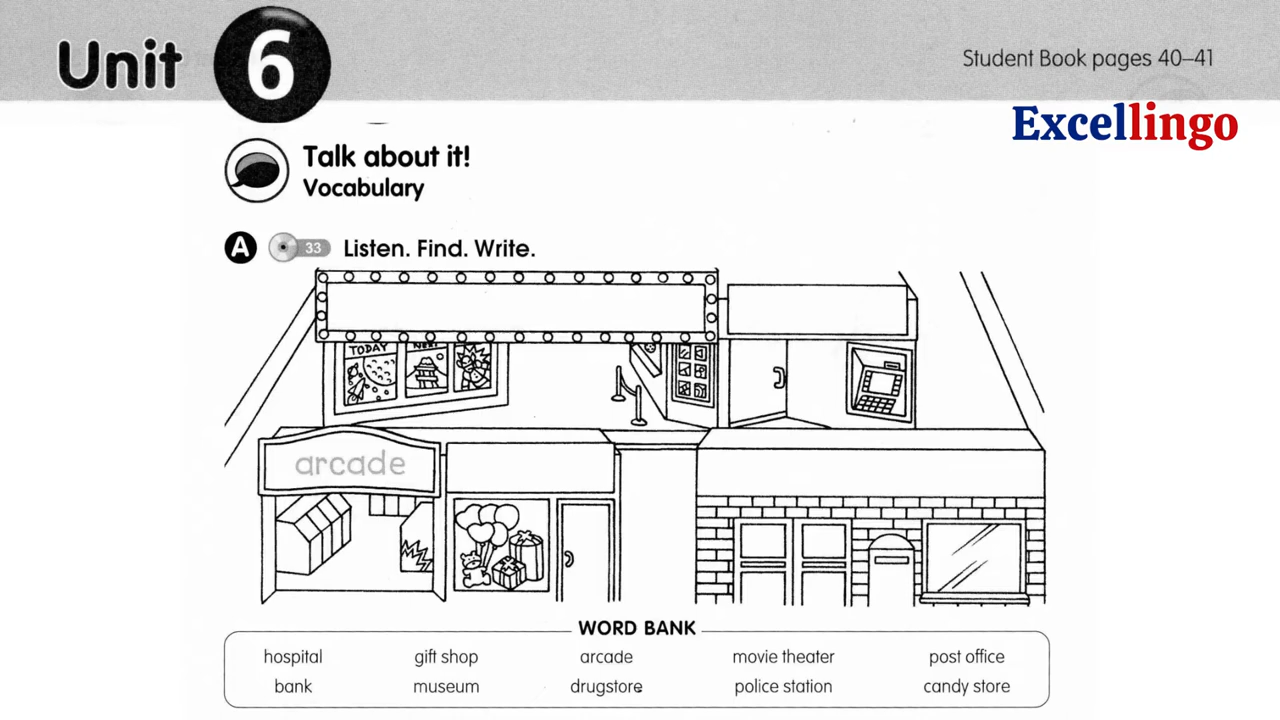 Unit 6
Student Book pages 40–41
Excellingo
Talk about it!
Vocabulary
A 33 Listen. Find. Write.
TODAY NEXT
arcade
WORD BANK
hospital gift shop arcade movie theater post office
bank museum drugstore police station candy store